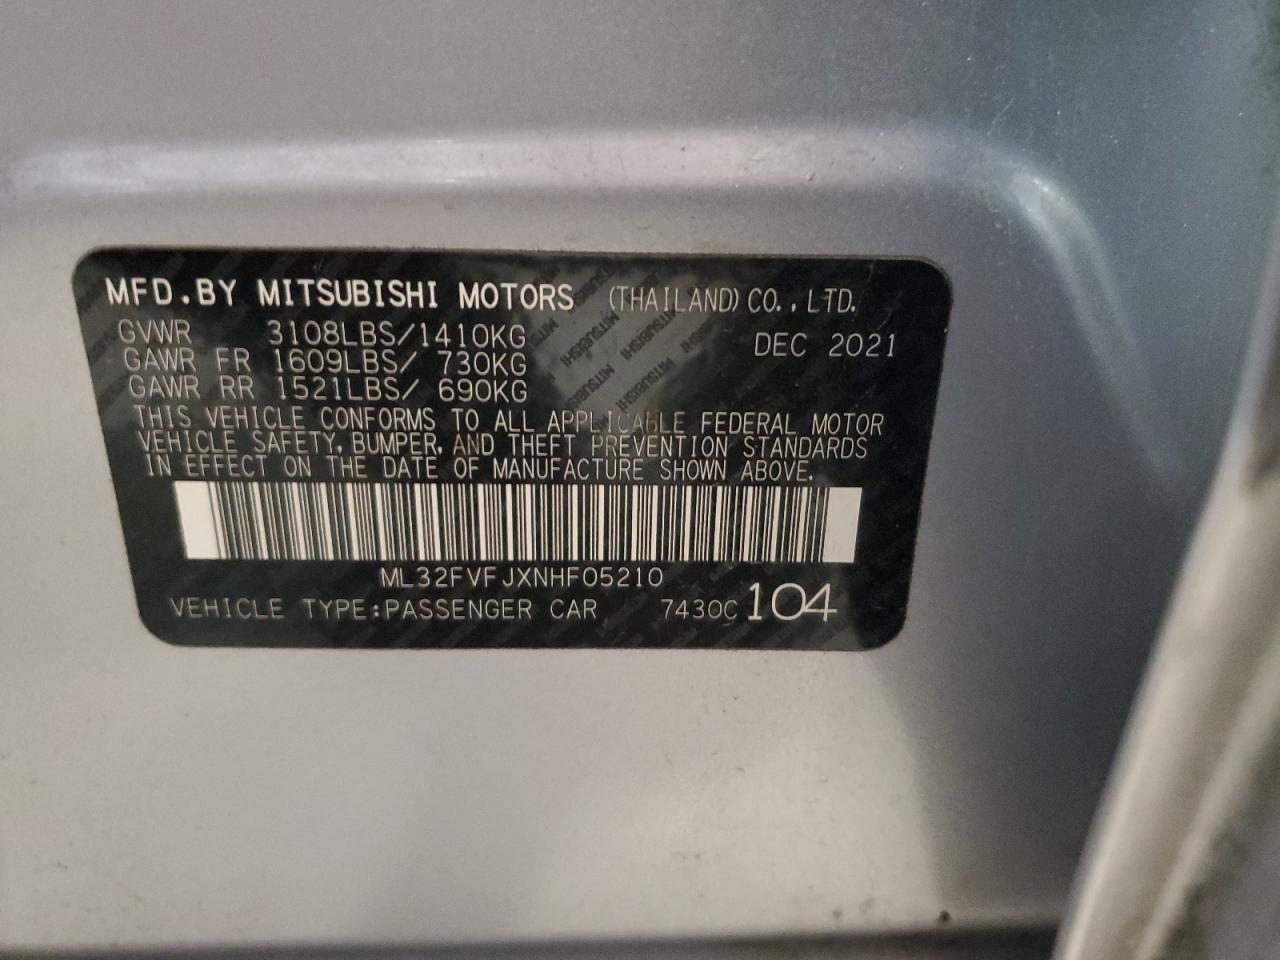 MFD.BY MITSUBISHI MOTORS (THAILAND) CO., LTD.
GVWR 3108LBS/1410KG DEC 2021
GAWR FR 1609LBS/ 730KG
GAWR RR 1521LBS/ 690KG
THIS VEHICLE CONFORMS TO ALL APPLICABLE FEDERAL MOTOR
VEHICLE SAFETY, BUMPER, AND THEFT PREVENTION STANDARDS
IN EFFECT ON THE DATE OF MANUFACTURE SHOWN ABOVE.
ML32FVFJXNHF05210
VEHICLE TYPE:PASSENGER CAR 7430C 104